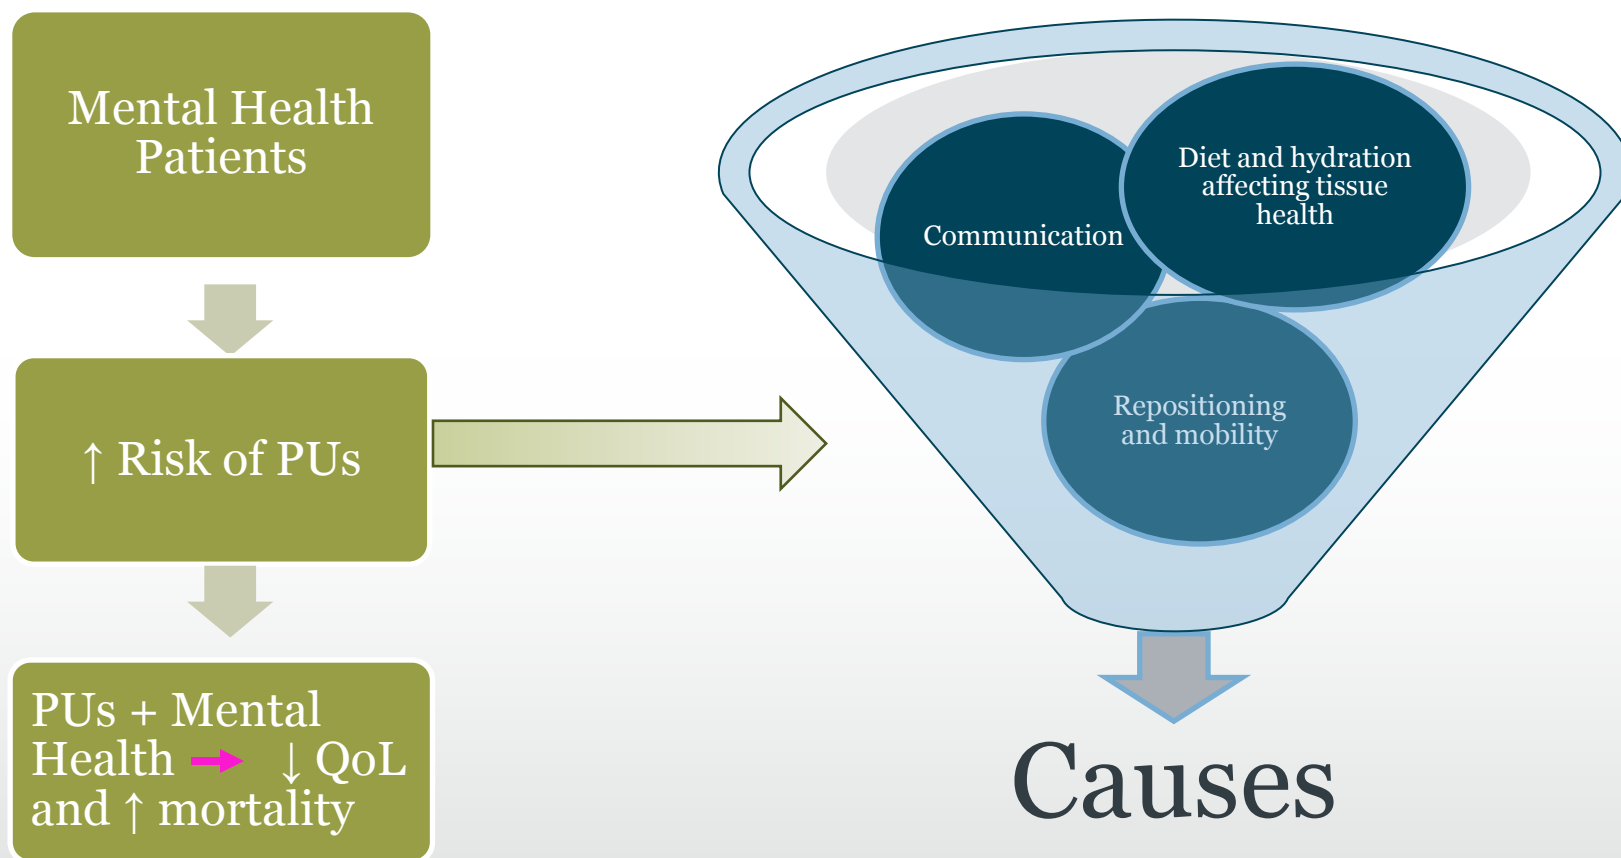 Mental Health
Patients
↑ Risk of PUs
PUs + Mental
Health → ↓ QoL
and ↑ mortality
Communication
Diet and hydration
affecting tissue
health
Repositioning
and mobility
Causes